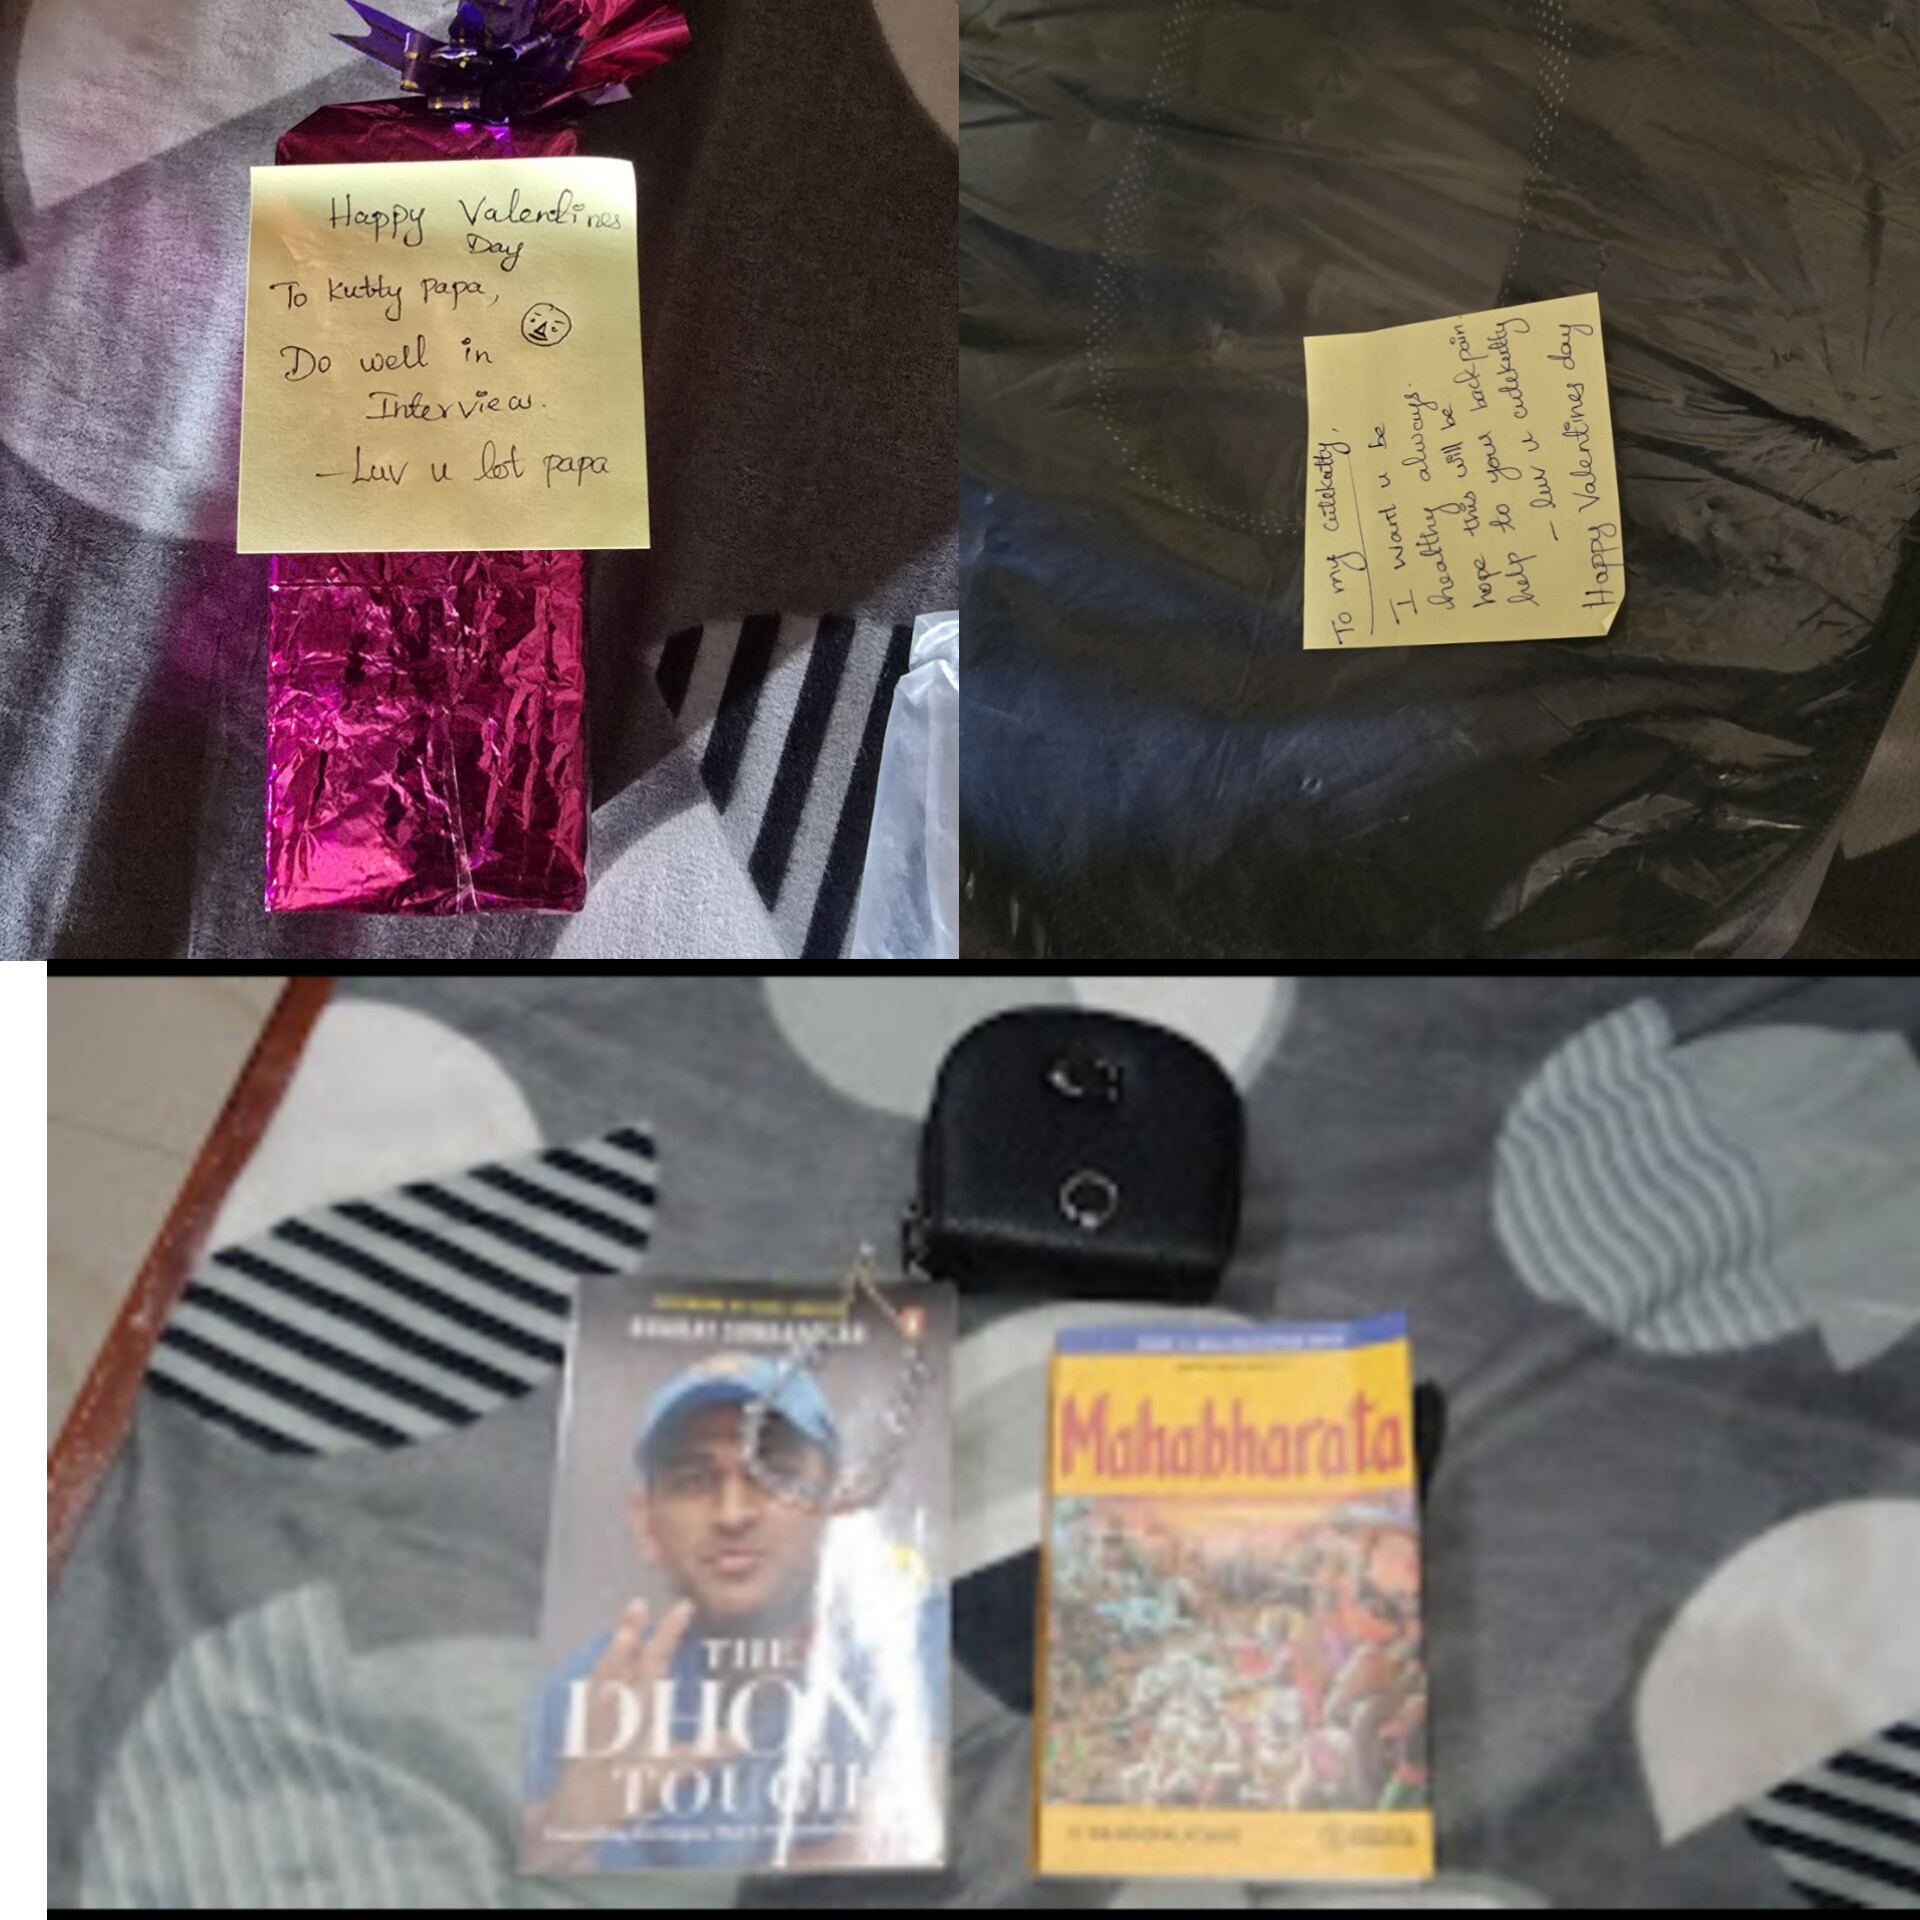 Happy Valentines
Day
To Kutty papa,
Do well in
Interview.
- Luv u lot papa
To my cutekutty,
I want u be
healthy always.
hope this will be
help to your back pain.
- luv u cutekutty
Happy Valentines day
THE
DHONI
TOUCH
Mahabharata